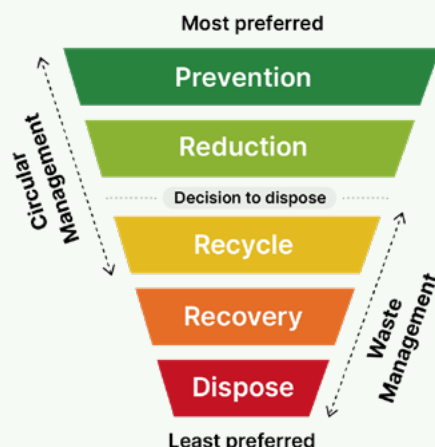 Most preferred
Prevention
Reduction
Circular
Management
Decision to dispose
Recycle
Recovery
Waste
Management
Dispose
Least preferred